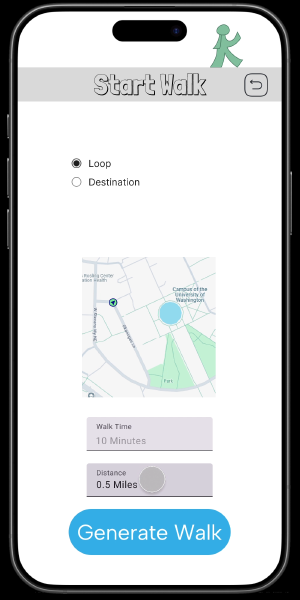 Start Walk
Loop
Destination
Campus of the
University of
Washington
Park
Walk Time
10 Minutes
Distance
0.5 Miles
Generate Walk